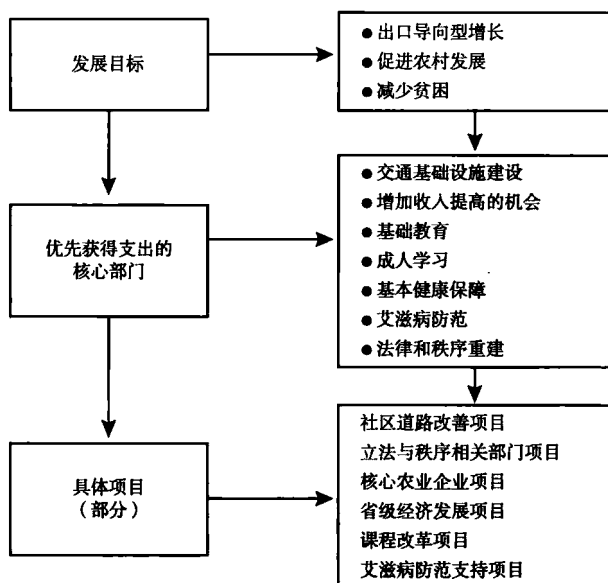 发展目标
● 出口导向型增长
● 促进农村发展
● 减少贫困
优先获得支出的
核心部门
● 交通基础设施建设
● 增加收人提高的机会
● 基础教育
● 成人学习
● 基本健康保障
● 艾滋病防范
● 法律和秩序重建
具体项目
(部分)
社区道路改善项目
立法与秩序相关部门项目
核心农业企业项目
省级经济发展项目
课程改革项目
艾滋病防范支持项目